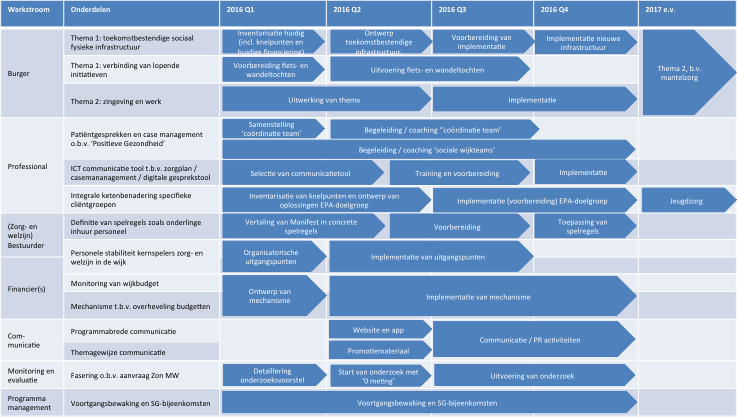 Werkstroom Onderdelen 2016 Q1 2016 Q2 2016 Q3 2016 Q4 2017 e.v.
Burger
Thema 1: toekomstbestendige sociaal
fysieke infrastructuur
Inventarisatie huidig
(incl. knelpunten en
huidige financiering)
Ontwerp
toekomstbestendige
infrastructuur
Voorbereiding van
implementatie
Implementatie nieuwe
infrastructuur
Thema 2, b.v.
mantelzorg
Thema 1: verbinding van lopende
initiatieven
Voorbereiding fiets- en
wandeltochten
Uitvoering fiets- en wandeltochten
Thema 2: zingeving en werk
Uitwerking van thema
Implementatie
Professional
Patiëntgesprekken en case management
o.b.v. ‘Positieve Gezondheid’
Samenstelling
‘coördinatie team’
Begeleiding / coaching ‘‘coördinatie team’
Begeleiding / coaching ‘sociale wijkteams’
ICT communicatie tool t.b.v. zorgplan /
casemananagement / digitale gesprekstool
Selectie van communicatietool
Training en voorbereiding
Implementatie
Integrale ketenbenadering specifieke
cliëntgroepen
Inventarisatie van knelpunten en ontwerp van
oplossingen EPA-doelgroep
Implementatie (voorbereiding) EPA-doelgroep
Jeugdzorg
(Zorg- en
welzijn)
Bestuurder
Definitie van spelregels zoals onderlinge
inhuur personeel
Vertaling van Manifest in concrete
spelregels
Voorbereiding
Toepassing van
spelregels
Personele stabiliteit kernspelers zorg- en
welzijn in de wijk
Organisatorische
uitgangspunten
Implementatie van uitgangspunten
Financier(s)
Monitoring van wijkbudget
Mechanisme t.b.v. overheveling budgetten
Ontwerp van
mechanisme
Implementatie van mechanisme
Com-
municatie
Programmabrede communicatie
Website en app
Communicatie / PR activiteiten
Themagewijze communicatie
Promotiemateriaal
Monitoring en
evaluatie
Fasering o.b.v. aanvraag Zon MW
Detaillering
onderzoeksvoorstel
Start van onderzoek met
‘0 meting’
Uitvoering van onderzoek
Programma
management
Voortgangsbewaking en SG-bijeenkomsten
Voortgangsbewaking en SG-bijeenkomsten